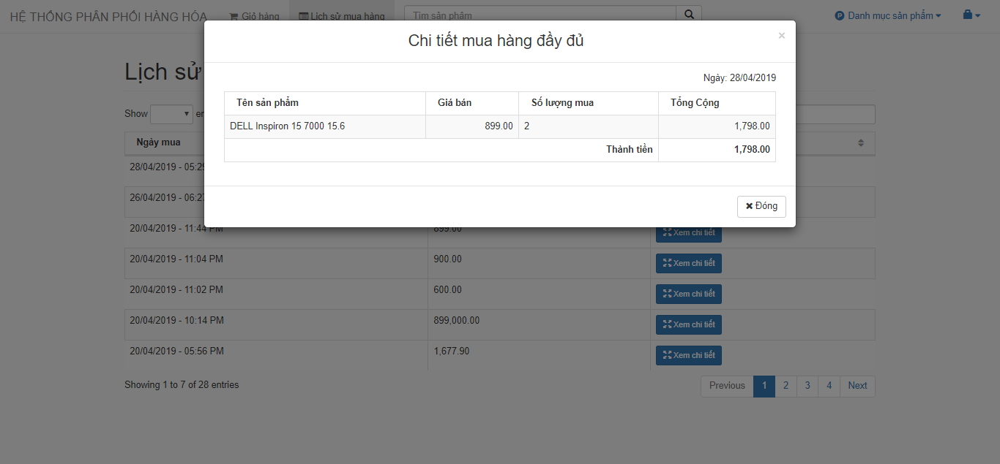 HỆ THỐNG PHÂN PHỐI HÀNG HÓA Giỏ hàng Lịch sử mua hàng Tìm sản phẩm Danh mục sản phẩm
Chi tiết mua hàng đầy đủ ×
Ngày: 28/04/2019
Tên sản phẩm Giá bán Số lượng mua Tổng Cộng
DELL Inspiron 15 7000 15.6 899.00 2 1,798.00
Thành tiền 1,798.00
Đóng
Lịch sử
Show
Ngày mua
28/04/2019 - 05:29
26/04/2019 - 06:27
20/04/2019 - 11:44 PM 899.00 Xem chi tiết
20/04/2019 - 11:04 PM 900.00 Xem chi tiết
20/04/2019 - 11:02 PM 600.00 Xem chi tiết
20/04/2019 - 10:14 PM 899,000.00 Xem chi tiết
20/04/2019 - 05:56 PM 1,677.90 Xem chi tiết
Showing 1 to 7 of 28 entries Previous 1 2 3 4 Next